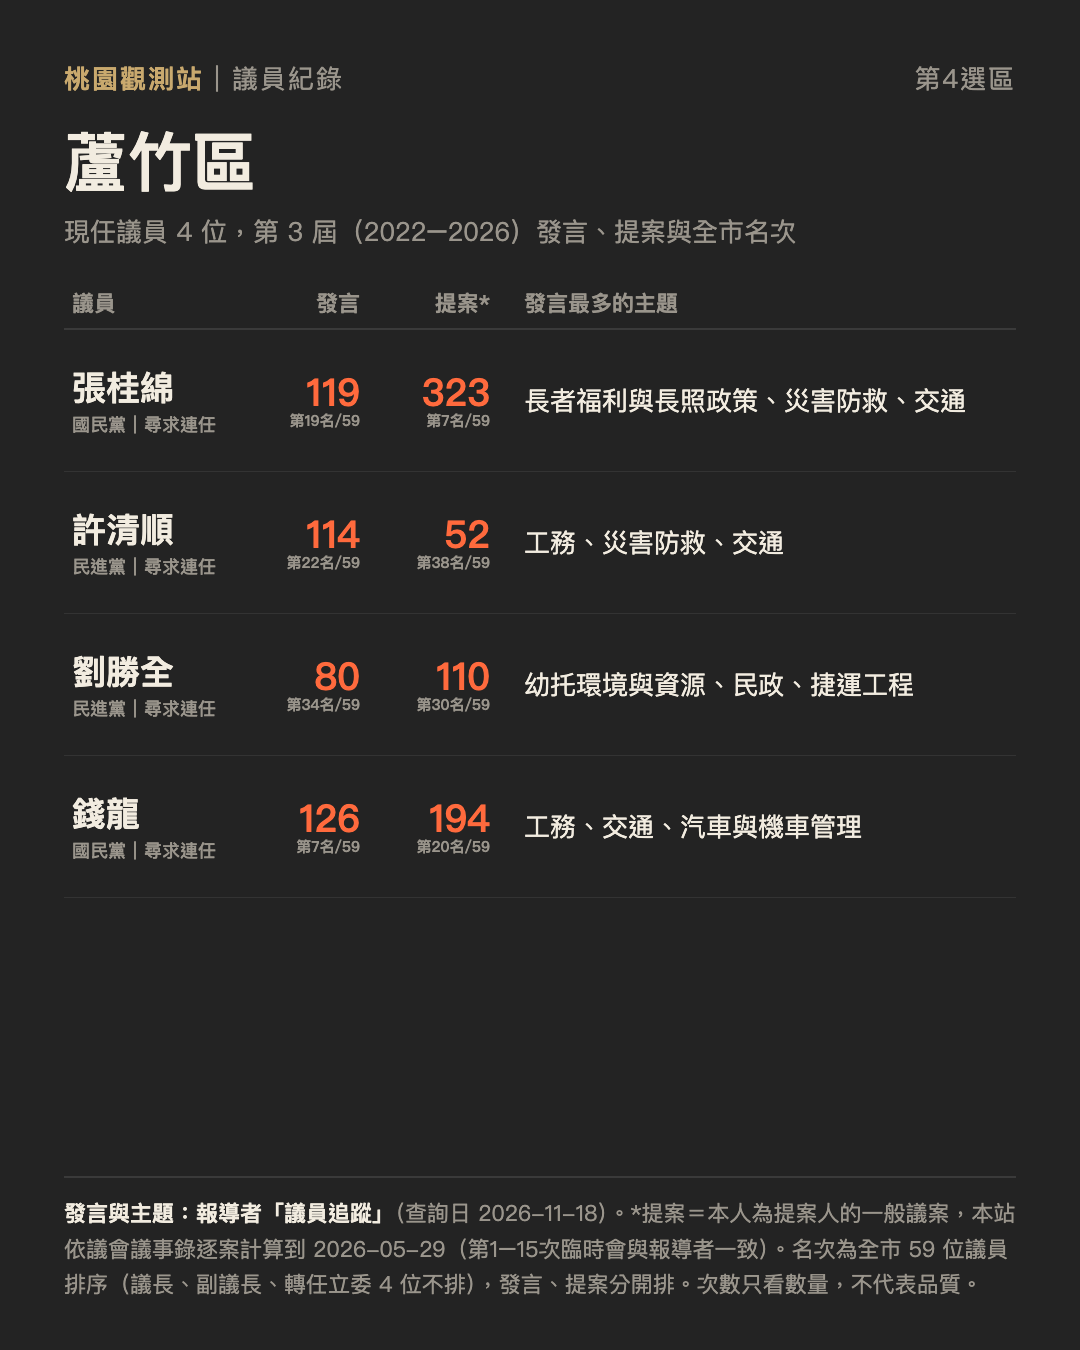 桃園觀測站｜議員紀錄
第4選區
蘆竹區
現任議員 4 位，第 3 屆（2022—2026）發言、提案與全市名次
議員 發言 提案* 發言最多的主題
張桂綿 119 323 長者福利與長照政策、災害防救、交通
國民黨｜尋求連任 第19名/59 第7名/59
許清順 114 52 工務、災害防救、交通
民進黨｜尋求連任 第22名/59 第38名/59
劉勝全 80 110 幼托環境與資源、民政、捷運工程
民進黨｜尋求連任 第34名/59 第30名/59
錢龍 126 194 工務、交通、汽車與機車管理
國民黨｜尋求連任 第7名/59 第20名/59
發言與主題：報導者「議員追蹤」（查詢日 2026–11–18）。*提案＝本人為提案人的一般議案，本站
依議會議事錄逐案計算到 2026–05–29（第1—15次臨時會與報導者一致）。名次為全市 59 位議員
排序（議長、副議長、轉任立委 4 位不排），發言、提案分開排。次數只看數量，不代表品質。